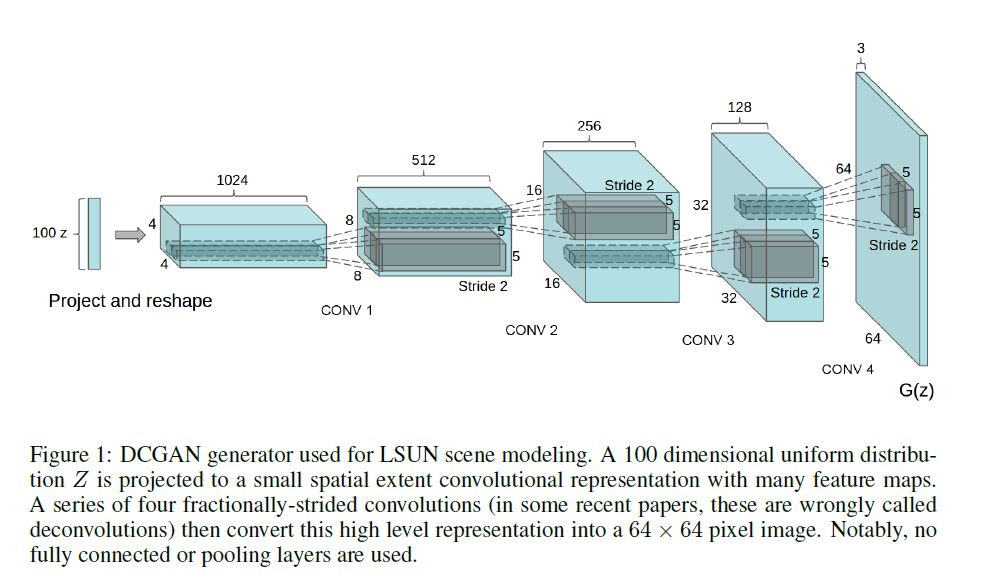 3
128
256
64
5
512
Stride 2
1024
16
5
5
32
4
8
5
5
5
100 z
Stride 2
4
5
5
8
16
Stride 2
Stride 2
32
Project and reshape
CONV 1
CONV 2
CONV 3
64
CONV 4
G(z)
Figure 1: DCGAN generator used for LSUN scene modeling. A 100 dimensional uniform distribu-
tion Z is projected to a small spatial extent convolutional representation with many feature maps.
A series of four fractionally-strided convolutions (in some recent papers, these are wrongly called
deconvolutions) then convert this high level representation into a 64 × 64 pixel image. Notably, no
fully connected or pooling layers are used.